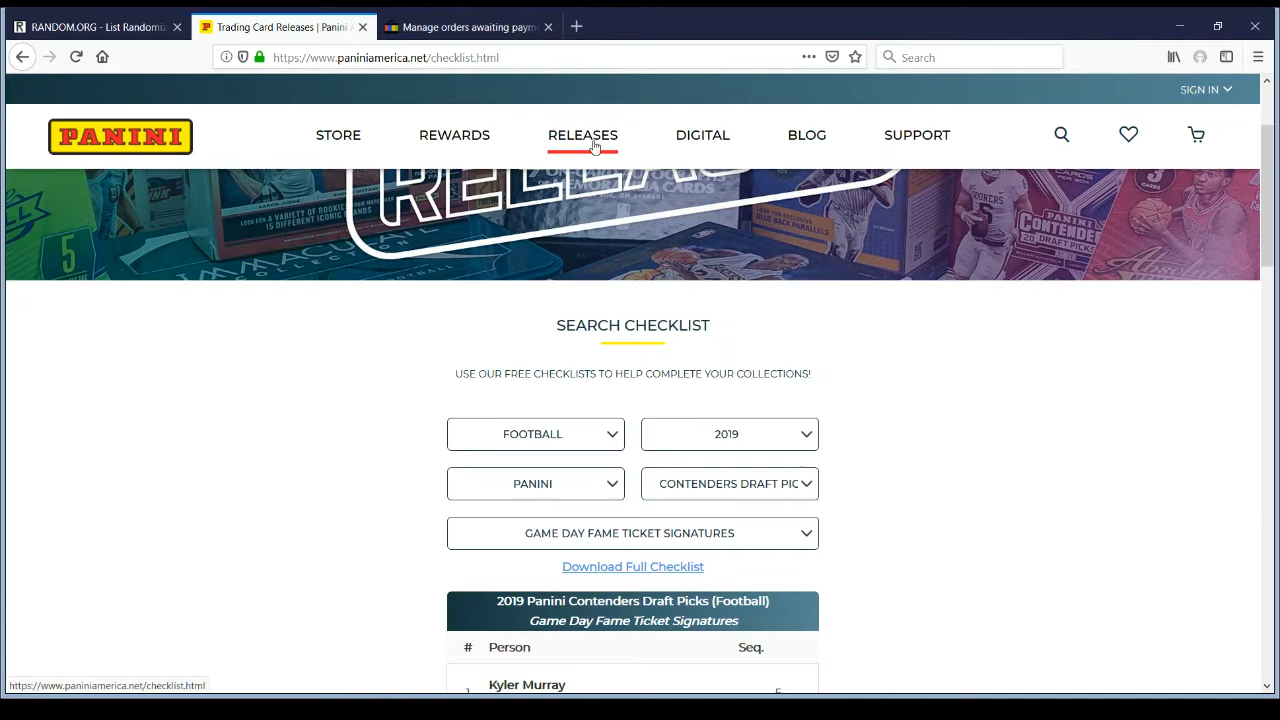 RANDOM.ORG - List Randomiz
Trading Card Releases | Panini A
Manage orders awaiting paym
https://www.paniniamerica.net/checklist.html
Search
SIGN IN
PANINI
STORE
REWARDS
RELEASES
DIGITAL
BLOG
SUPPORT
SEARCH CHECKLIST
USE OUR FREE CHECKLISTS TO HELP COMPLETE YOUR COLLECTIONS!
FOOTBALL
2019
PANINI
CONTENDERS DRAFT PIC
GAME DAY FAME TICKET SIGNATURES
Download Full Checklist
2019 Panini Contenders Draft Picks (Football)
Game Day Fame Ticket Signatures
# Person Seq.
Kyler Murray
https://www.paniniamerica.net/checklist.html